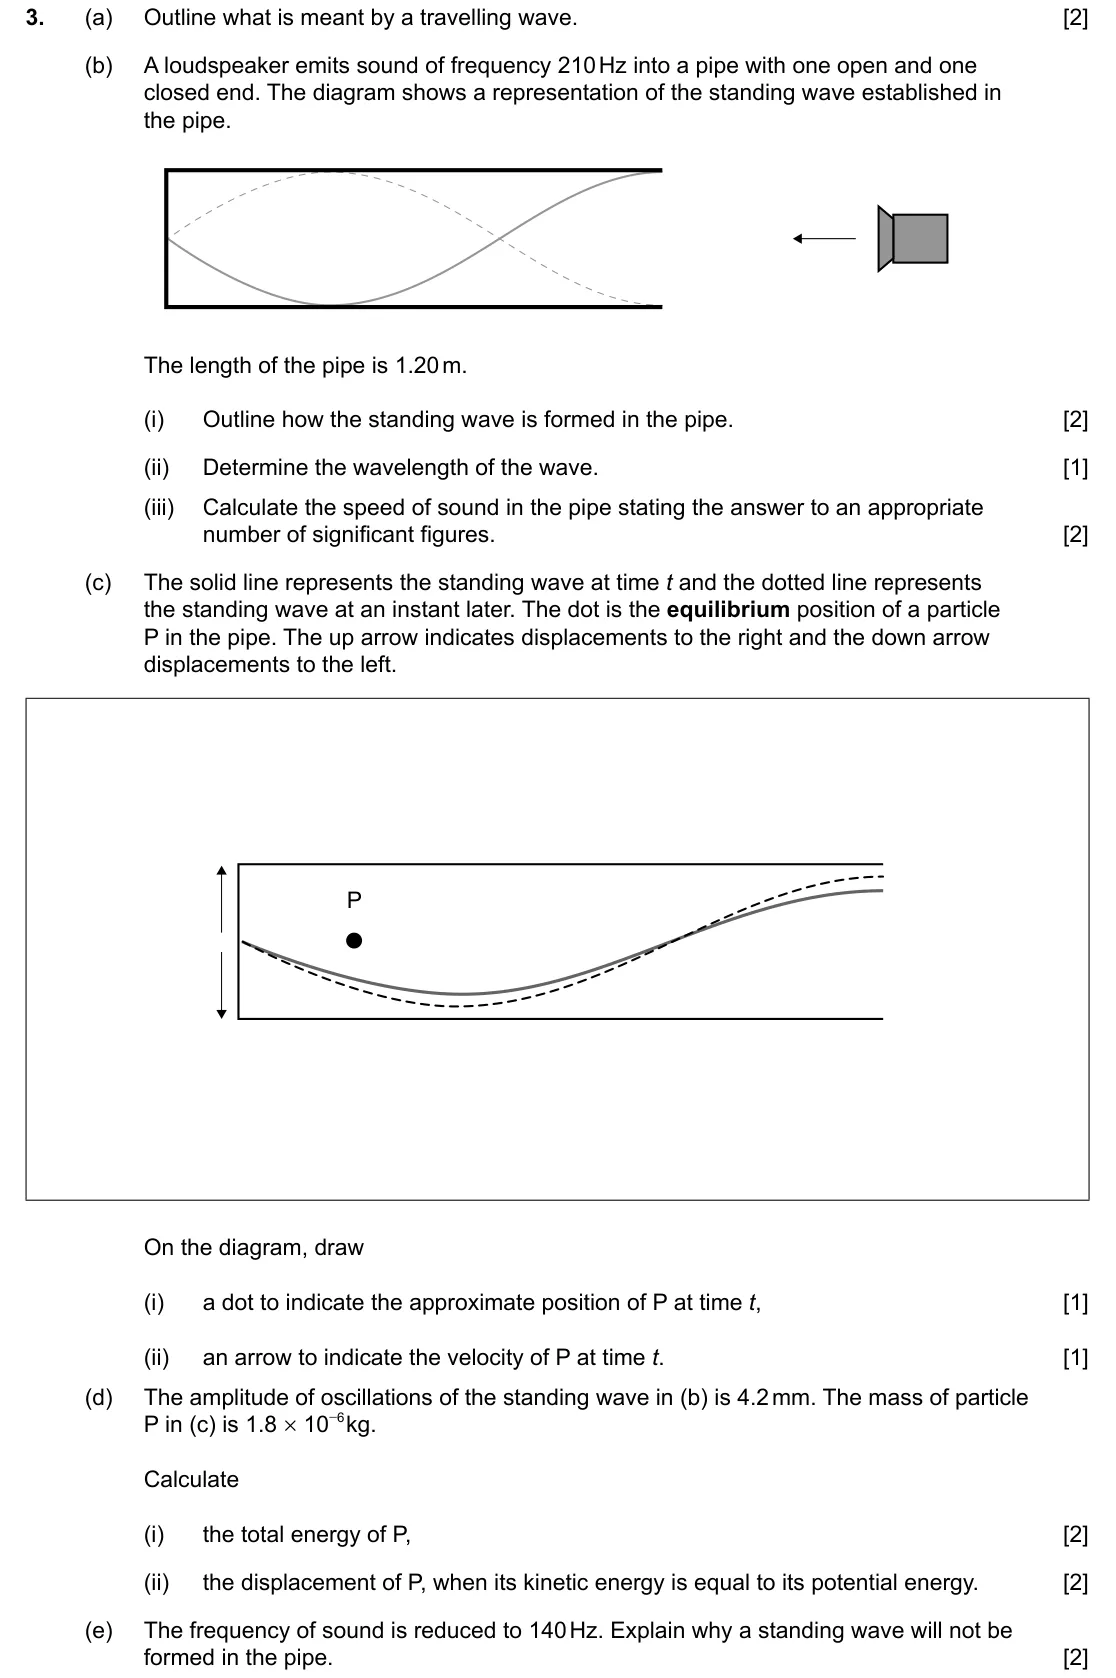 3. (a) Outline what is meant by a travelling wave. [2]
(b) A loudspeaker emits sound of frequency 210 Hz into a pipe with one open and one
closed end. The diagram shows a representation of the standing wave established in
the pipe.
The length of the pipe is 1.20 m.
(i) Outline how the standing wave is formed in the pipe. [2]
(ii) Determine the wavelength of the wave. [1]
(iii) Calculate the speed of sound in the pipe stating the answer to an appropriate
number of significant figures. [2]
(c) The solid line represents the standing wave at time t and the dotted line represents
the standing wave at an instant later. The dot is the equilibrium position of a particle
P in the pipe. The up arrow indicates displacements to the right and the down arrow
displacements to the left.
P
On the diagram, draw
(i) a dot to indicate the approximate position of P at time t, [1]
(ii) an arrow to indicate the velocity of P at time t. [1]
(d) The amplitude of oscillations of the standing wave in (b) is 4.2 mm. The mass of particle
P in (c) is 1.8 × 10⁻⁶ kg.
Calculate
(i) the total energy of P, [2]
(ii) the displacement of P, when its kinetic energy is equal to its potential energy. [2]
(e) The frequency of sound is reduced to 140 Hz. Explain why a standing wave will not be
formed in the pipe. [2]